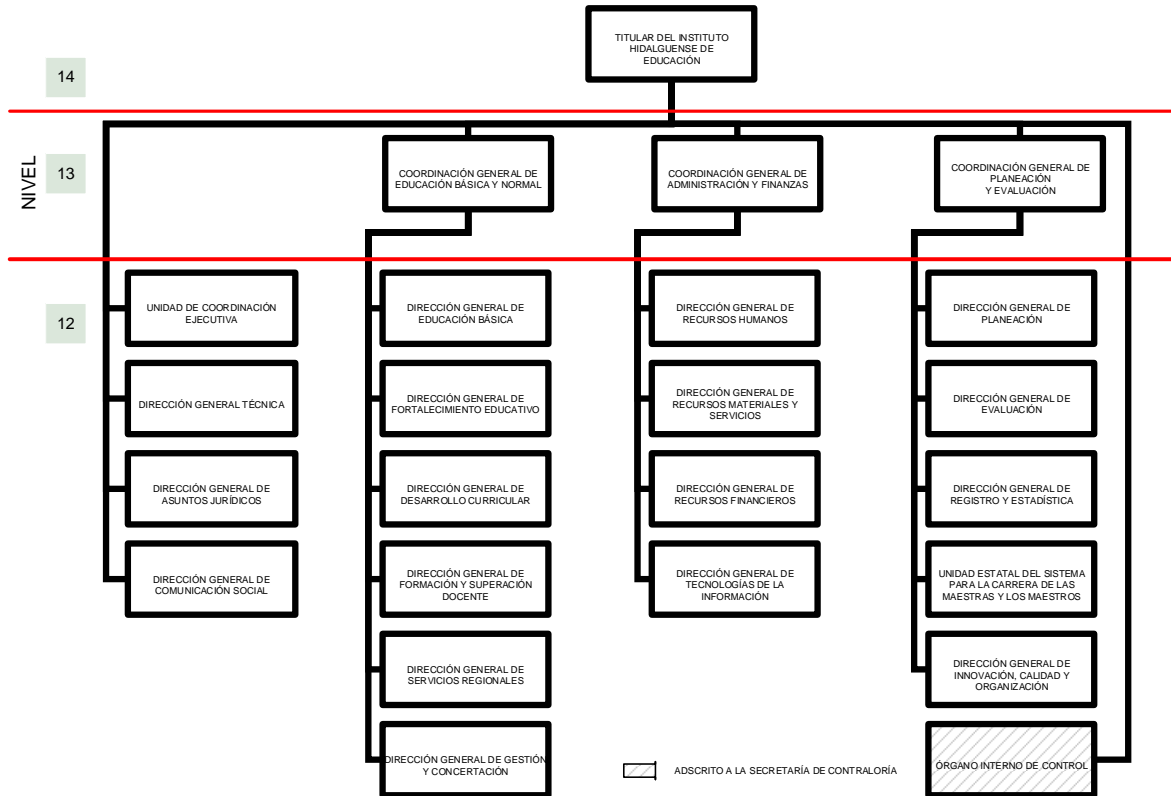 TITULAR DEL INSTITUTO
HIDALGUENSE DE
EDUCACIÓN
14
NIVEL
13
COORDINACIÓN GENERAL DE
EDUCACIÓN BÁSICA Y NORMAL
COORDINACIÓN GENERAL DE
ADMINISTRACIÓN Y FINANZAS
COORDINACIÓN GENERAL DE
PLANEACIÓN
Y EVALUACIÓN
12
UNIDAD DE COORDINACIÓN
EJECUTIVA
DIRECCIÓN GENERAL TÉCNICA
DIRECCIÓN GENERAL DE
ASUNTOS JURÍDICOS
DIRECCIÓN GENERAL DE
COMUNICACIÓN SOCIAL
DIRECCIÓN GENERAL DE
EDUCACIÓN BÁSICA
DIRECCIÓN GENERAL DE
FORTALECIMIENTO EDUCATIVO
DIRECCIÓN GENERAL DE
DESARROLLO CURRICULAR
DIRECCIÓN GENERAL DE
FORMACIÓN Y SUPERACIÓN
DOCENTE
DIRECCIÓN GENERAL DE
SERVICIOS REGIONALES
DIRECCIÓN GENERAL DE GESTIÓN
Y CONCERTACIÓN
DIRECCIÓN GENERAL DE
RECURSOS HUMANOS
DIRECCIÓN GENERAL DE
RECURSOS MATERIALES Y
SERVICIOS
DIRECCIÓN GENERAL DE
RECURSOS FINANCIEROS
DIRECCIÓN GENERAL DE
TECNOLOGÍAS DE LA
INFORMACIÓN
DIRECCIÓN GENERAL DE
PLANEACIÓN
DIRECCIÓN GENERAL DE
EVALUACIÓN
DIRECCIÓN GENERAL DE
REGISTRO Y ESTADÍSTICA
UNIDAD ESTATAL DEL SISTEMA
PARA LA CARRERA DE LAS
MAESTRAS Y LOS MAESTROS
DIRECCIÓN GENERAL DE
INNOVACIÓN, CALIDAD Y
ORGANIZACIÓN
ÓRGANO INTERNO DE CONTROL
ADSCRITO A LA SECRETARÍA DE CONTRALORÍA